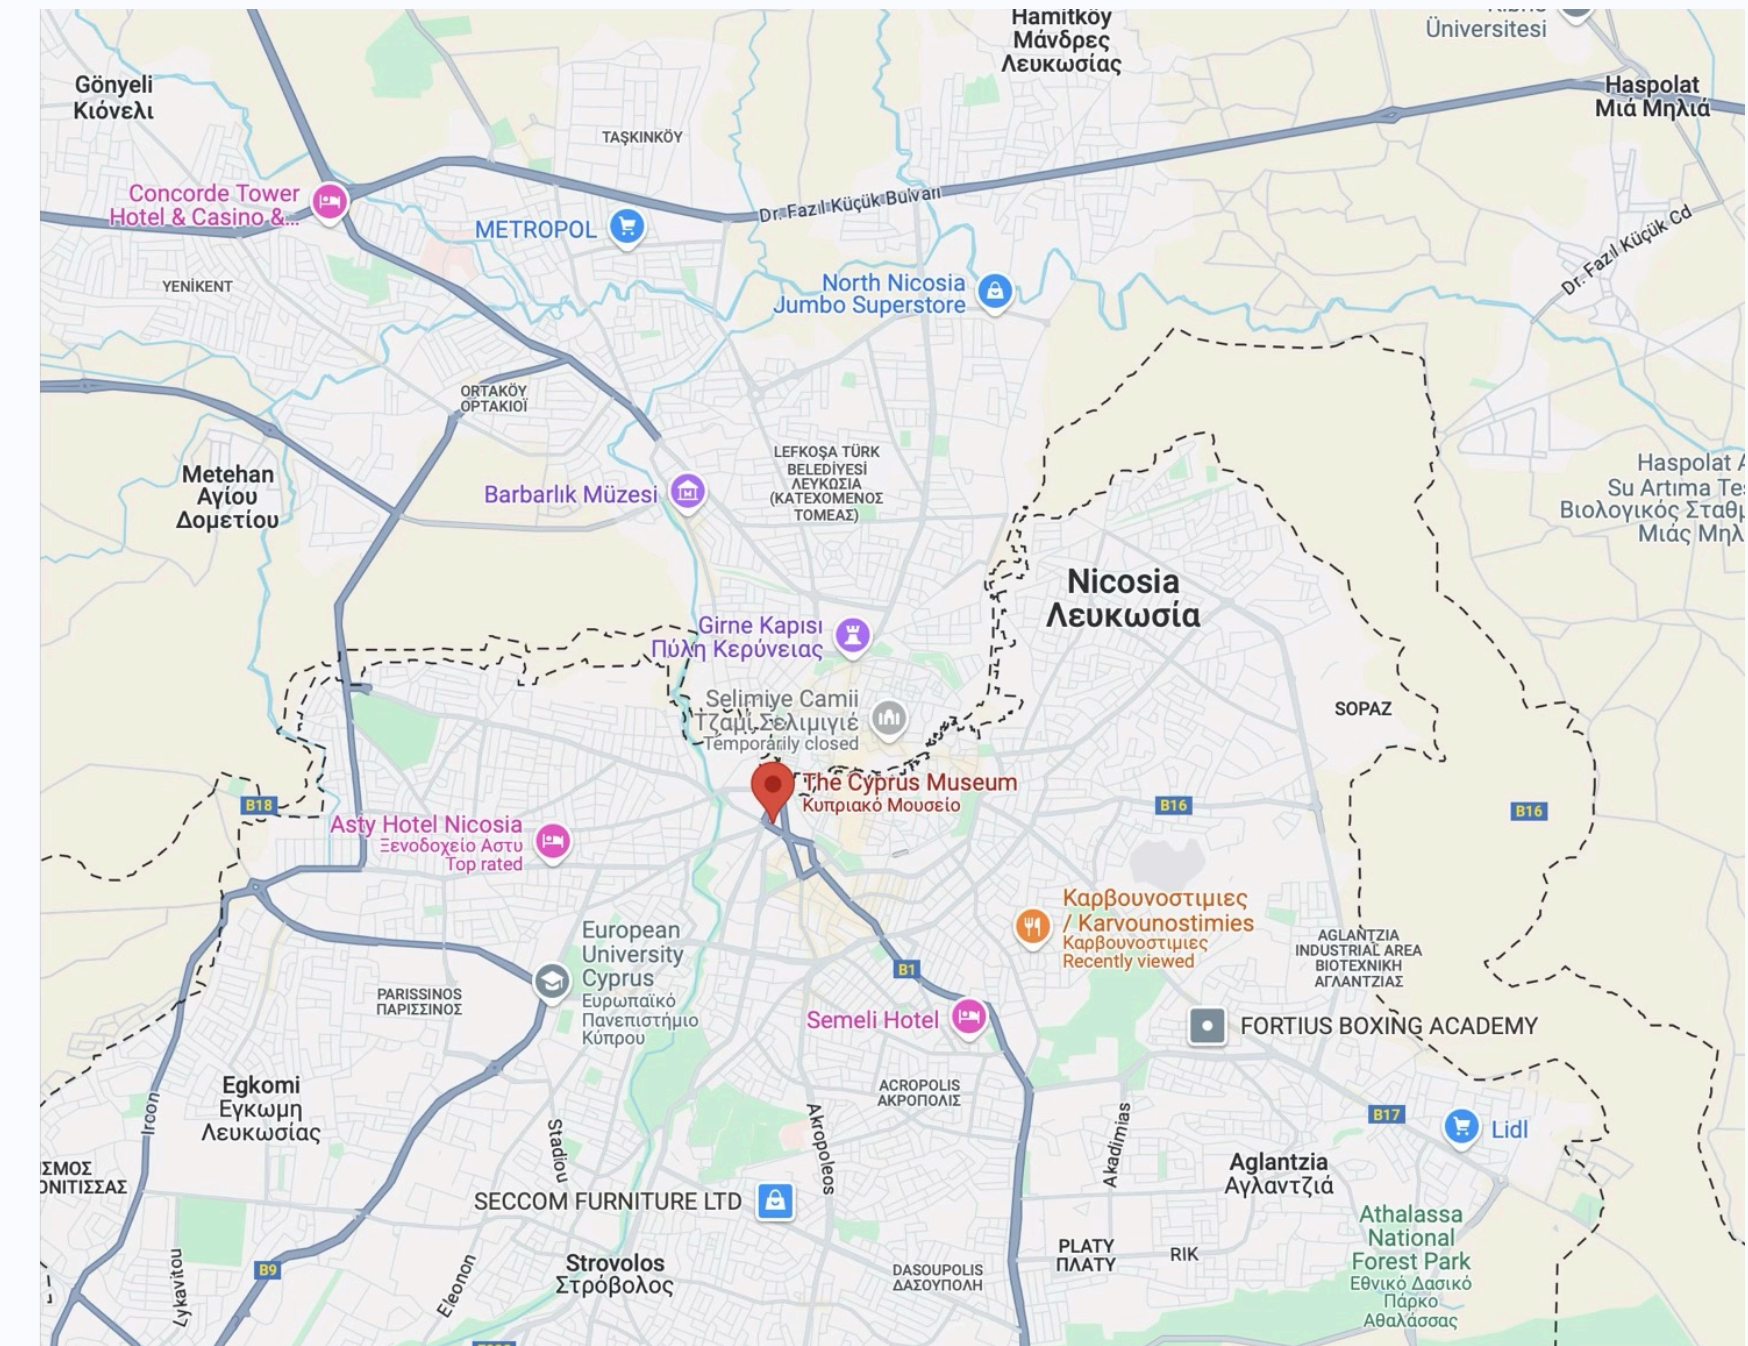 Hamitköy
Μάνδρες
Λευκωσίας
Üniversitesi
Gönyeli
Κιόνελι
Haspolat
Μιά Μηλιά
TAŞKINKÖY
Concorde Tower
Hotel & Casino &...
METROPOL
Dr. Fazıl Küçük Bulvarı
Dr. Fazıl Küçük Cd
YENİKENT
North Nicosia
Jumbo Superstore
ORTAKÖY
ΟΡΤΑΚΙΟΪ
Metehan
Αγίου
Δομετίου
LEFKOŞA TÜRK
BELEDİYESİ
ΛΕΥΚΩΣΙΑ
(ΚΑΤΕΧΟΜΕΝΟΣ
ΤΟΜΕΑΣ)
Barbarlık Müzesi
Haspolat
Su Artıma
Βιολογικός
Μιάς
Nicosia
Λευκωσία
Girne Kapısı
Πύλη Κερύνειας
Selimiye Camii
Τζαμί Σελιμιγιέ
Temporarily closed
SOPAZ
The Cyprus Museum
Κυπριακό Μουσείο
B18
B16
B16
Asty Hotel Nicosia
Ξενοδοχείο Αστυ
Top rated
Καρβουνοστιμιες
/ Karvounostimies
Καρβουνοστιμιες
Recently viewed
European
University
Cyprus
Ευρωπαϊκό
Πανεπιστήμιο
Κύπρου
AGLANTZIA
INDUSTRIAL AREA
ΒΙΟΤΕΧΝΙΚΗ
ΑΓΛΑΝΤΖΙΑΣ
B1
PARISSINOS
ΠΑΡΙΣΣΙΝΟΣ
Semeli Hotel
FORTIUS BOXING ACADEMY
Egkomi
Εγκωμη
Λευκωσίας
Ircon
ACROPOLIS
ΑΚΡΟΠΟΛΙΣ
Stadiou
Akropoleos
Akadimias
B17
Lidl
ΣΜΟΣ
ΟΝΙΤΙΣΣΑΣ
Aglantzia
Αγλαντζιά
SECCOM FURNITURE LTD
Athalassa
National
Forest Park
Εθνικό Δασικό
Πάρκο
Αθαλάσσας
Lykavitou
B9
Eleonon
Strovolos
Στρόβολος
DASOUPOLIS
ΔΑΣΟΥΠΟΛΗ
PLATY
ΠΛΑΤΥ
RIK